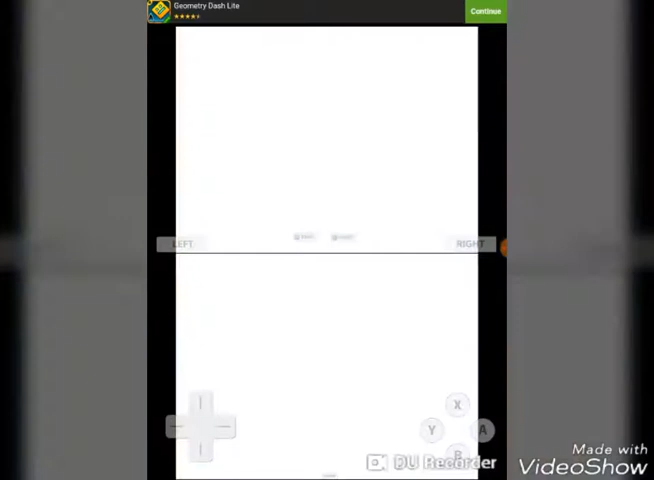 Geometry Dash Lite
Continue
LEFT
RIGHT
X
Y
A
B
DU Recorder
Made with
VideoShow